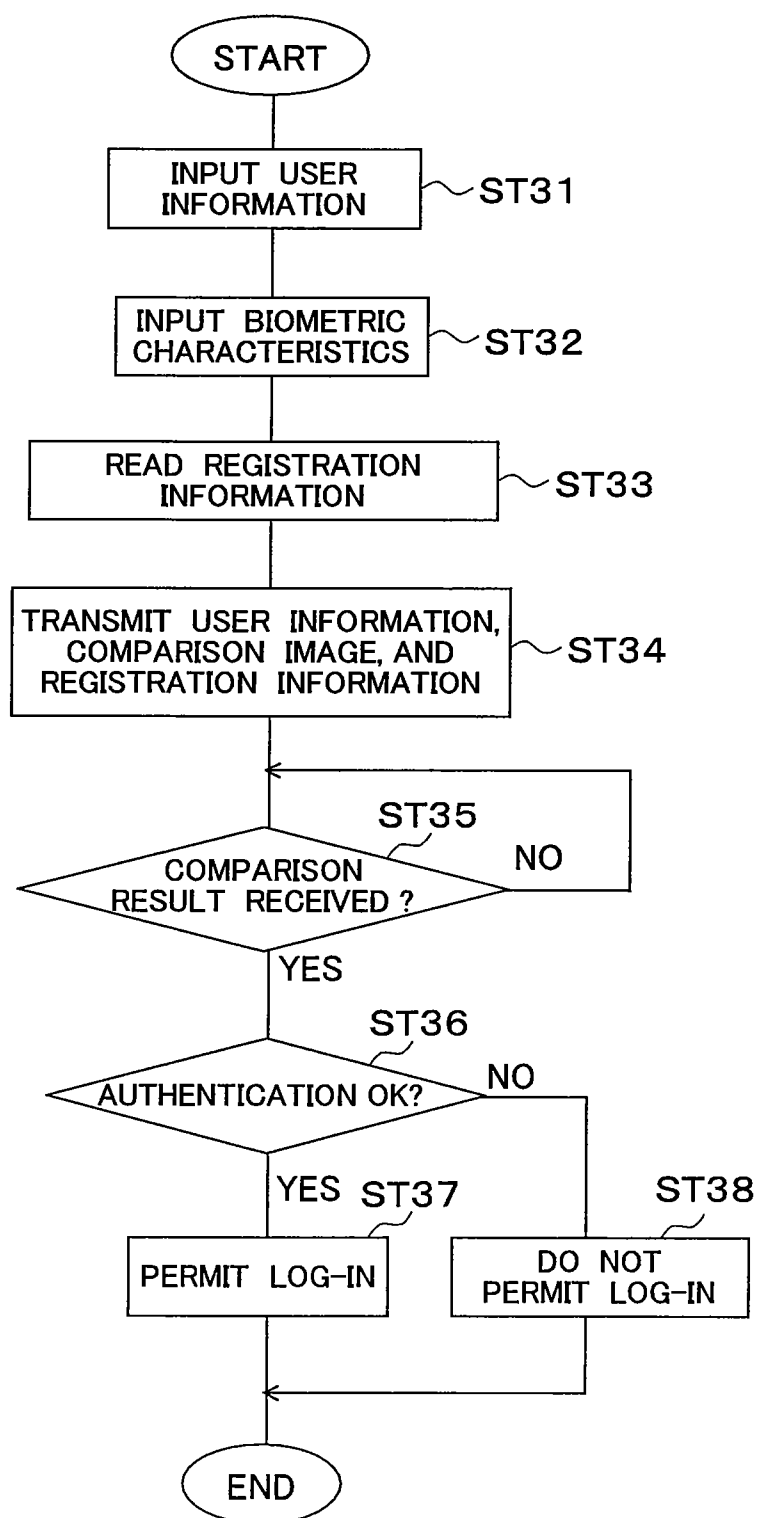 START
INPUT USER
INFORMATION
ST31
INPUT BIOMETRIC
CHARACTERISTICS
ST32
READ REGISTRATION
INFORMATION
ST33
TRANSMIT USER INFORMATION,
COMPARISON IMAGE, AND
REGISTRATION INFORMATION
ST34
ST35
COMPARISON
RESULT RECEIVED ?
NO
YES
ST36
AUTHENTICATION OK?
NO
YES
ST37
PERMIT LOG-IN
ST38
DO NOT
PERMIT LOG-IN
END